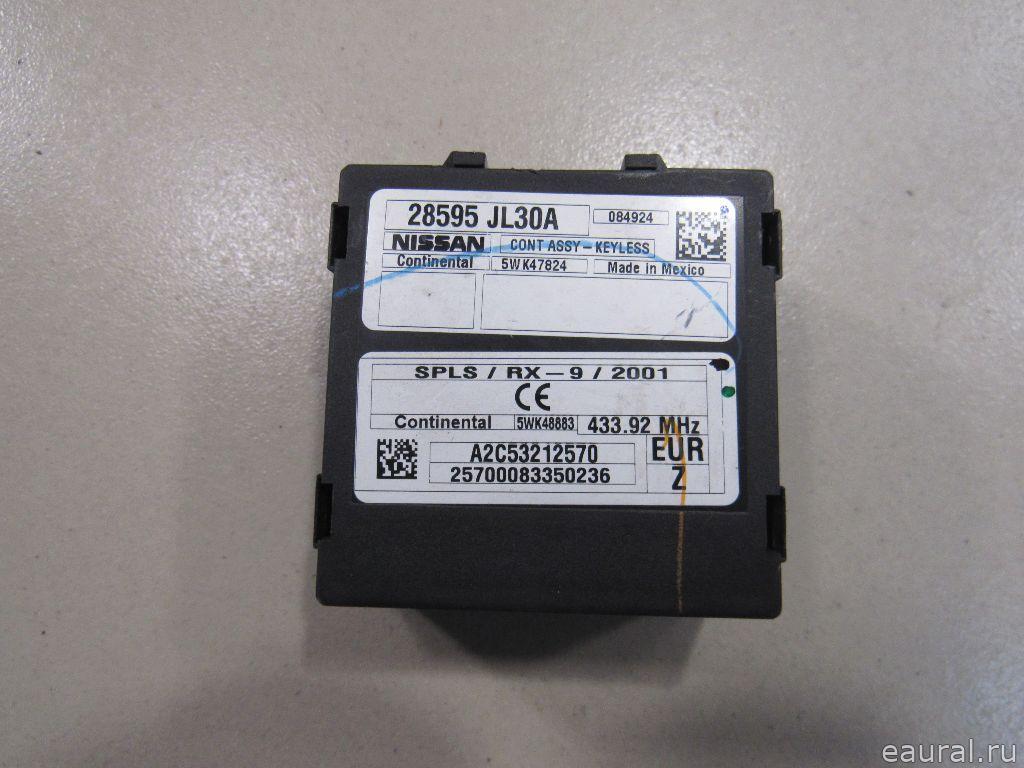 28595 JL30A 084924
NISSAN CONT ASSY-KEYLESS
Continental 5WK47824 Made in Mexico
SPLS / RX-9 / 2001
CE
Continental 5WK48883 433.92 MHz
A2C53212570 EUR
25700083350236 Z
eaural.ru